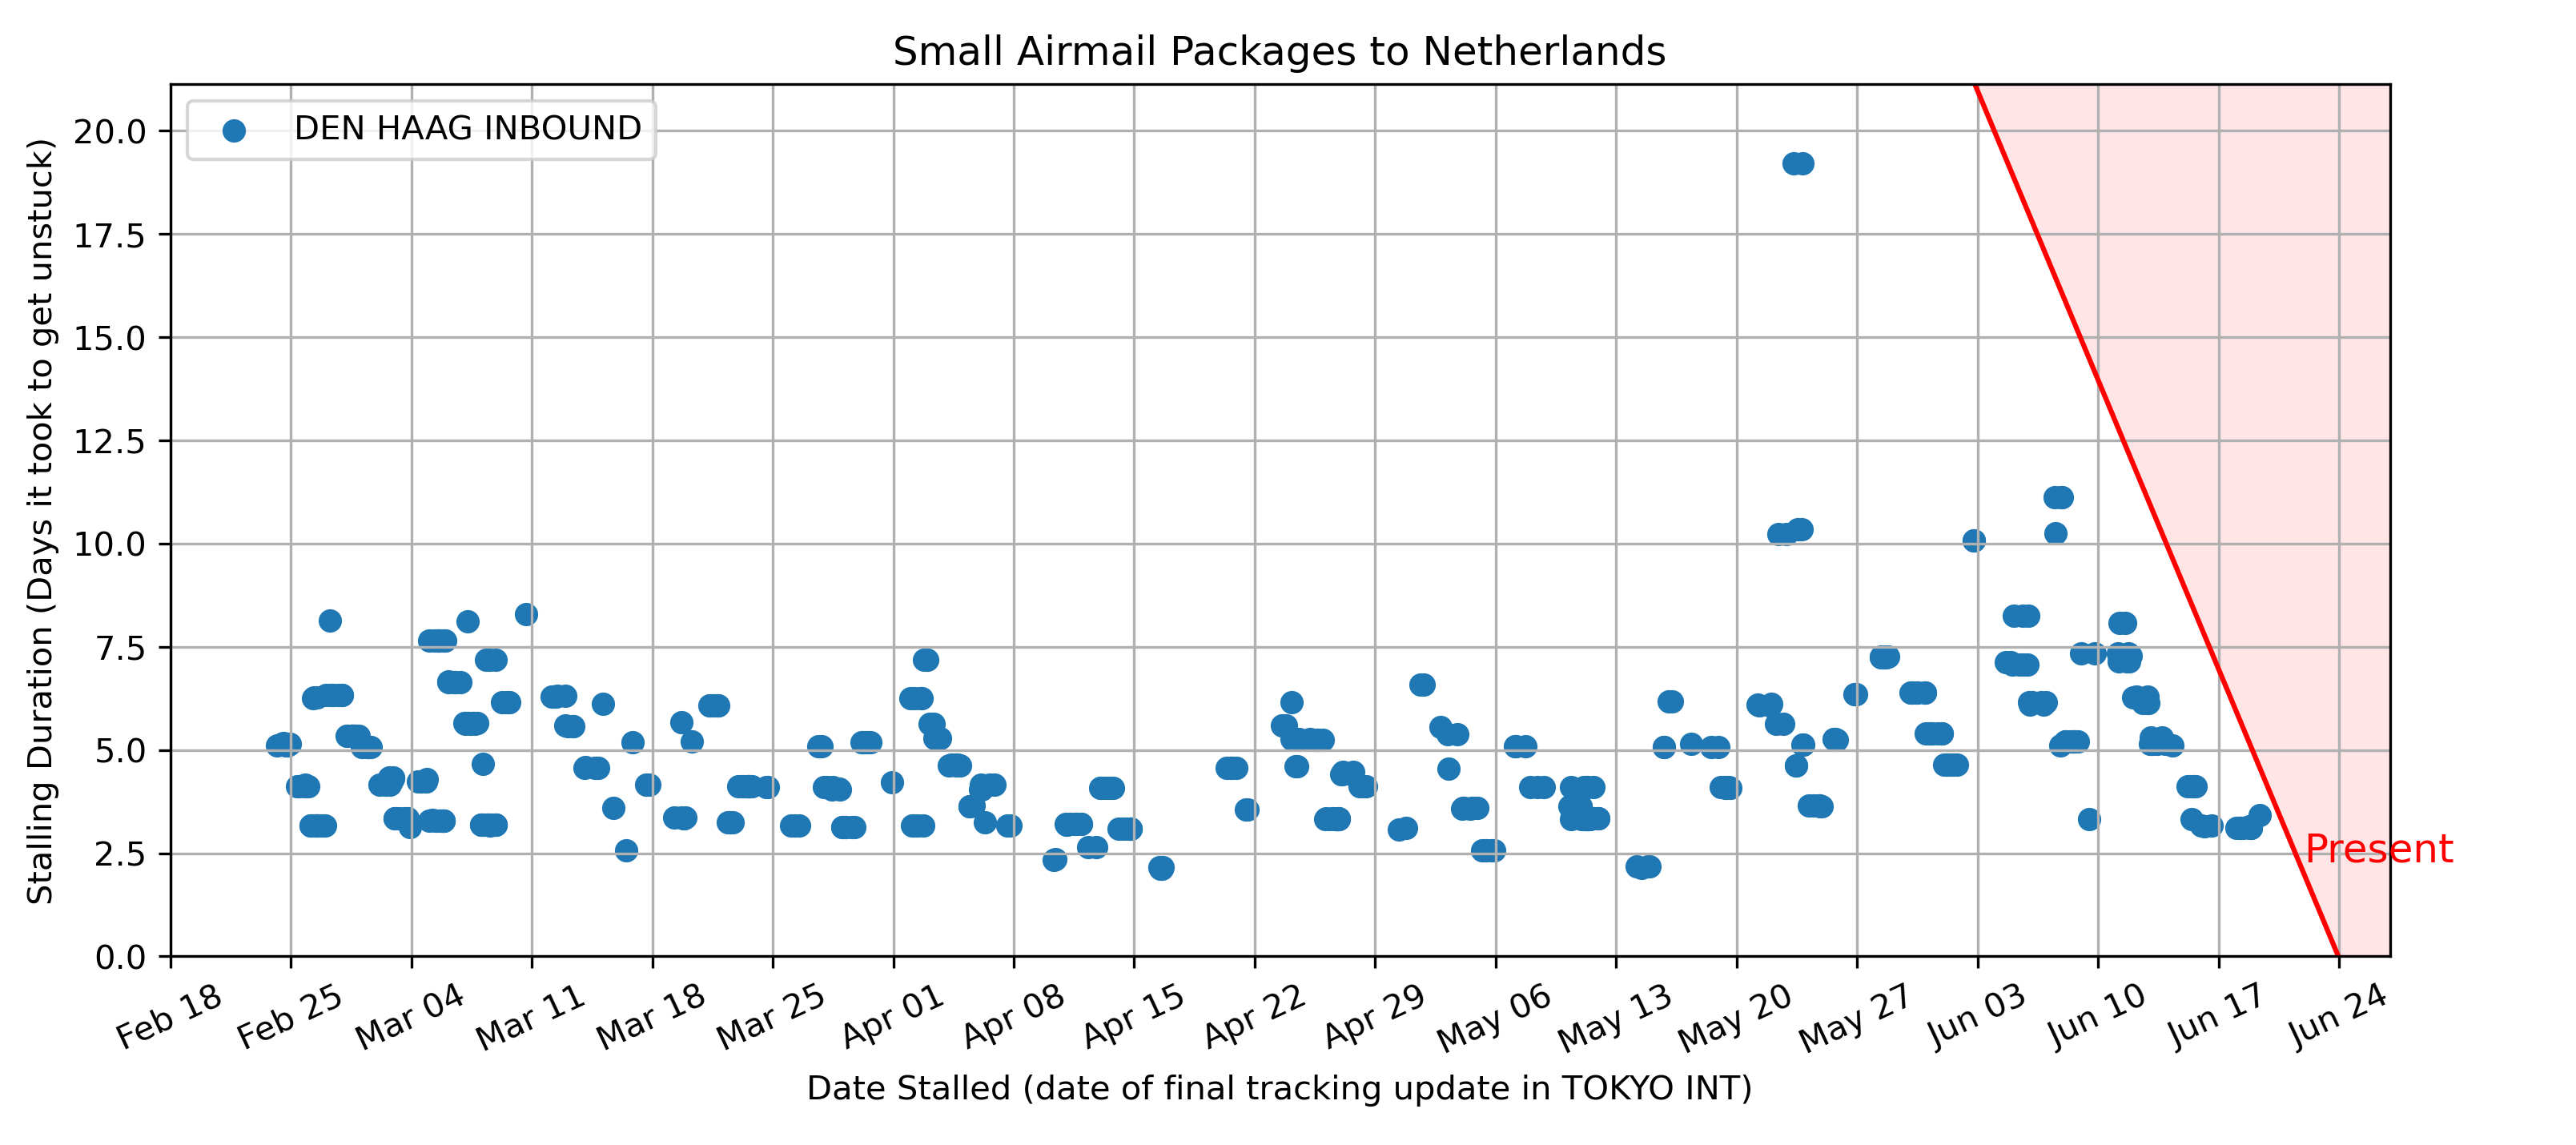 Small Airmail Packages to Netherlands
DEN HAAG INBOUND
Stalling Duration (Days it took to get unstuck)
20.0
17.5
15.0
12.5
10.0
7.5
5.0
2.5
0.0
Present
Feb 18
Feb 25
Mar 04
Mar 11
Mar 18
Mar 25
Apr 01
Apr 08
Apr 15
Apr 22
Apr 29
May 06
May 13
May 20
May 27
Jun 03
Jun 10
Jun 17
Jun 24
Date Stalled (date of final tracking update in TOKYO INT)